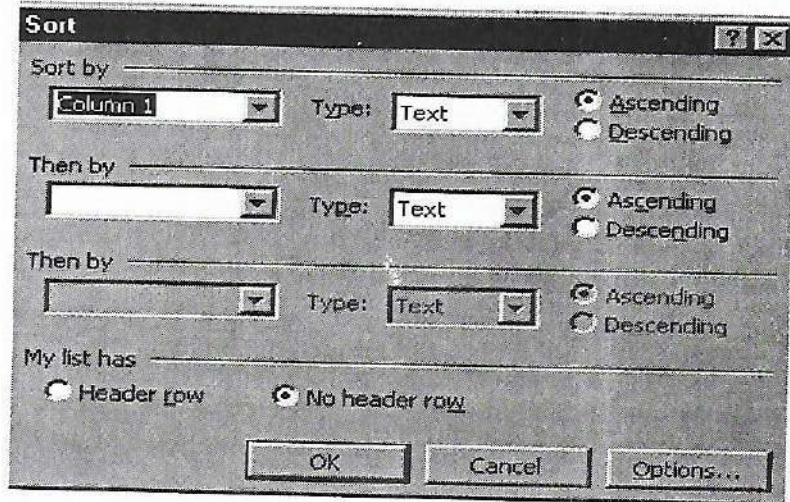 Sort
Sort by
Column 1 Type: Text Ascending
Descending
Then by
Type: Text Ascending
Descending
Then by
Type: Text Ascending
Descending
My list has
Header row No header row
OK Cancel Options...